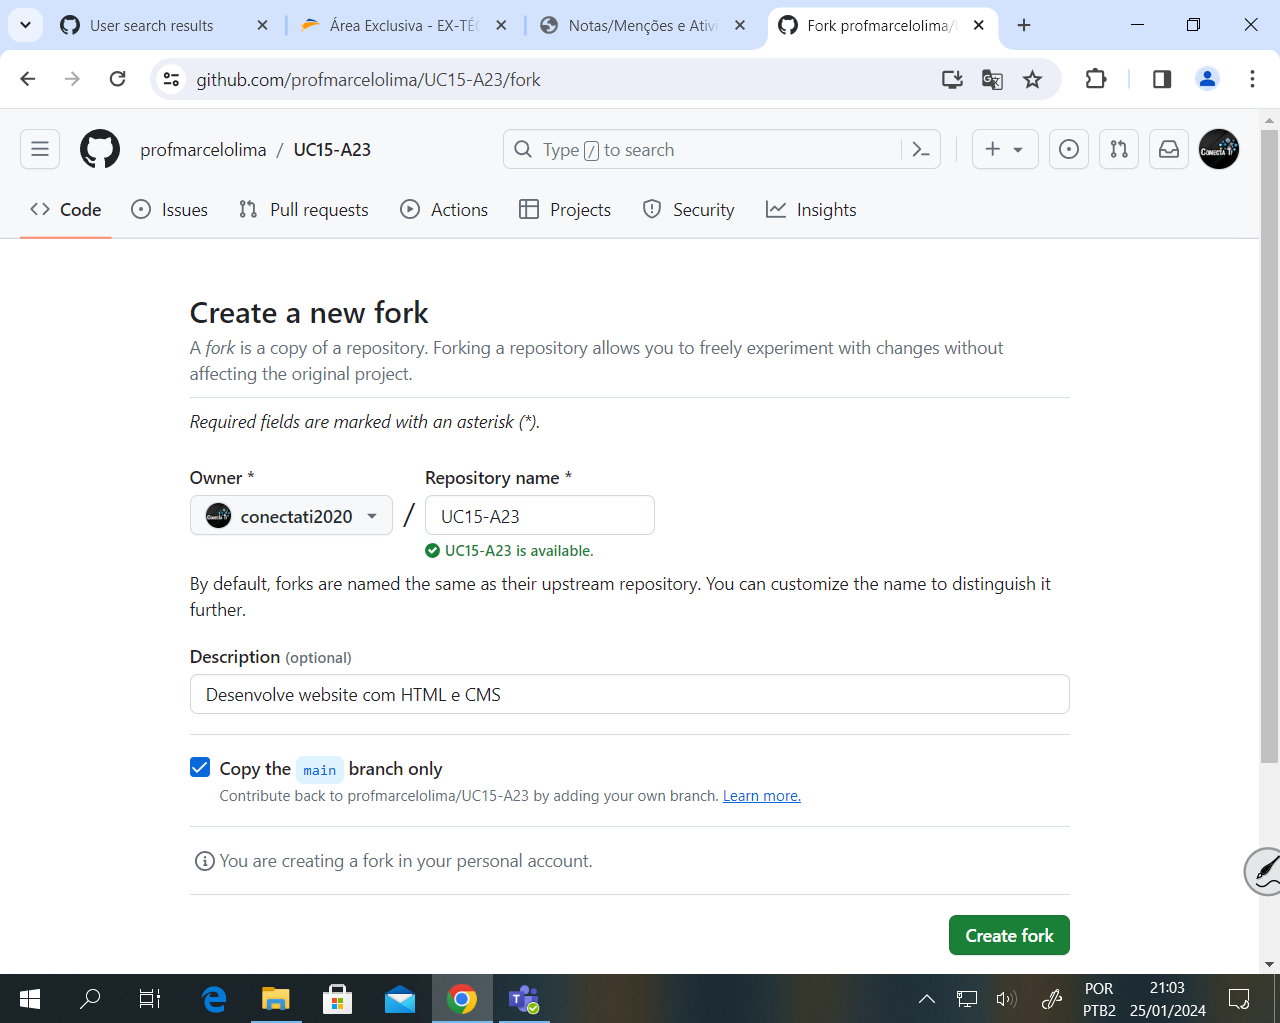 User search results
Área Exclusiva - EX-TÉC
Notas/Menções e Ativi
Fork profmarcelolima/
github.com/profmarcelolima/UC15-A23/fork
profmarcelolima / UC15-A23
Type / to search
Code
Issues
Pull requests
Actions
Projects
Security
Insights
Create a new fork
A fork is a copy of a repository. Forking a repository allows you to freely experiment with changes without
affecting the original project.
Required fields are marked with an asterisk (*).
Owner *
Repository name *
conectati2020
/
UC15-A23
UC15-A23 is available.
By default, forks are named the same as their upstream repository. You can customize the name to distinguish it
further.
Description (optional)
Desenvolve website com HTML e CMS
Copy the main branch only
Contribute back to profmarcelolima/UC15-A23 by adding your own branch. Learn more.
You are creating a fork in your personal account.
Create fork
POR
PTB2
21:03
25/01/2024